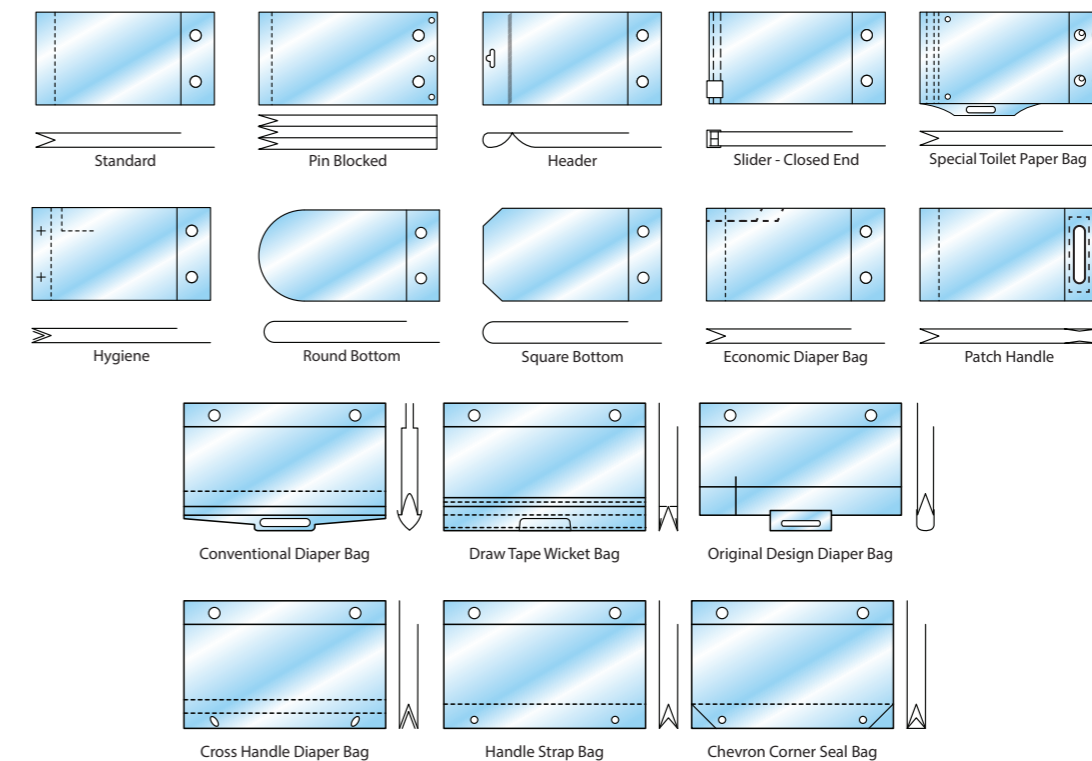 Standard
Pin Blocked
Header
Slider - Closed End
Special Toilet Paper Bag
Hygiene
Round Bottom
Square Bottom
Economic Diaper Bag
Patch Handle
Conventional Diaper Bag
Draw Tape Wicket Bag
Original Design Diaper Bag
Cross Handle Diaper Bag
Handle Strap Bag
Chevron Corner Seal Bag